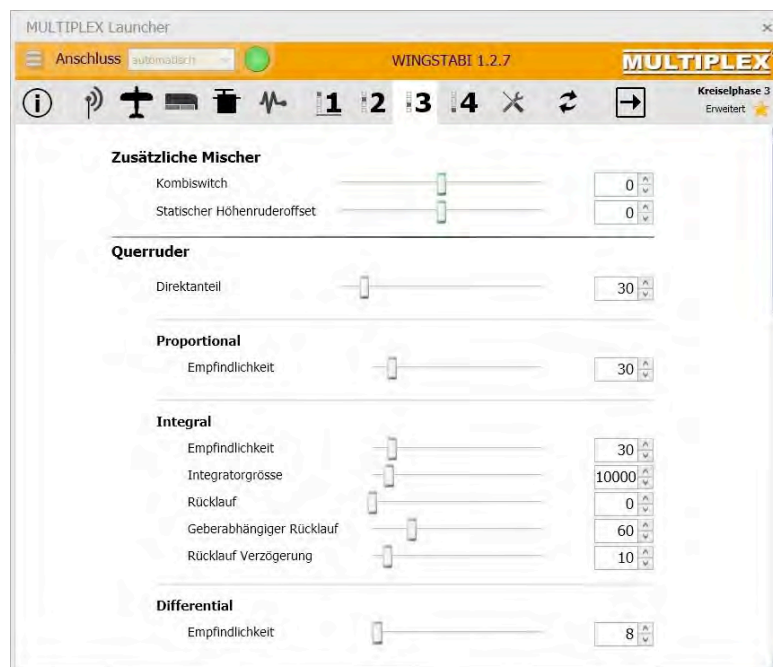 MULTIPLEX Launcher
Anschluss automatisch WINGSTABI 1.2.7 MULTIPLEX
1 2 3 4 Kreiselphase 3
Erweitert
Zusätzliche Mischer
Kombiswitch 0
Statischer Höhenruderoffset 0
Querruder
Direktanteil 30
Proportional
Empfindlichkeit 30
Integral
Empfindlichkeit 30
Integratorgrösse 10000
Rücklauf 0
Geberabhängiger Rücklauf 60
Rücklauf Verzögerung 10
Differential
Empfindlichkeit 8